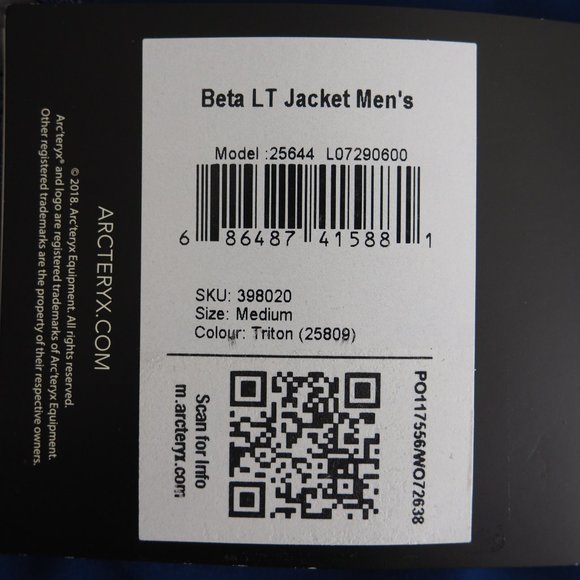 Beta LT Jacket Men's
Model :25644 L07290600
6 86487 41588 1
SKU: 398020
Size: Medium
Colour: Triton (25809)
Scan for Info
m.arcteryx.com
PO117556/WO72638
ARCTERYX.COM
© 2018. Arc'teryx Equipment. All rights reserved.
Arc'teryx® and logo are registered trademarks of Arc'teryx Equipment.
Other registered trademarks are the property of their respective owners.